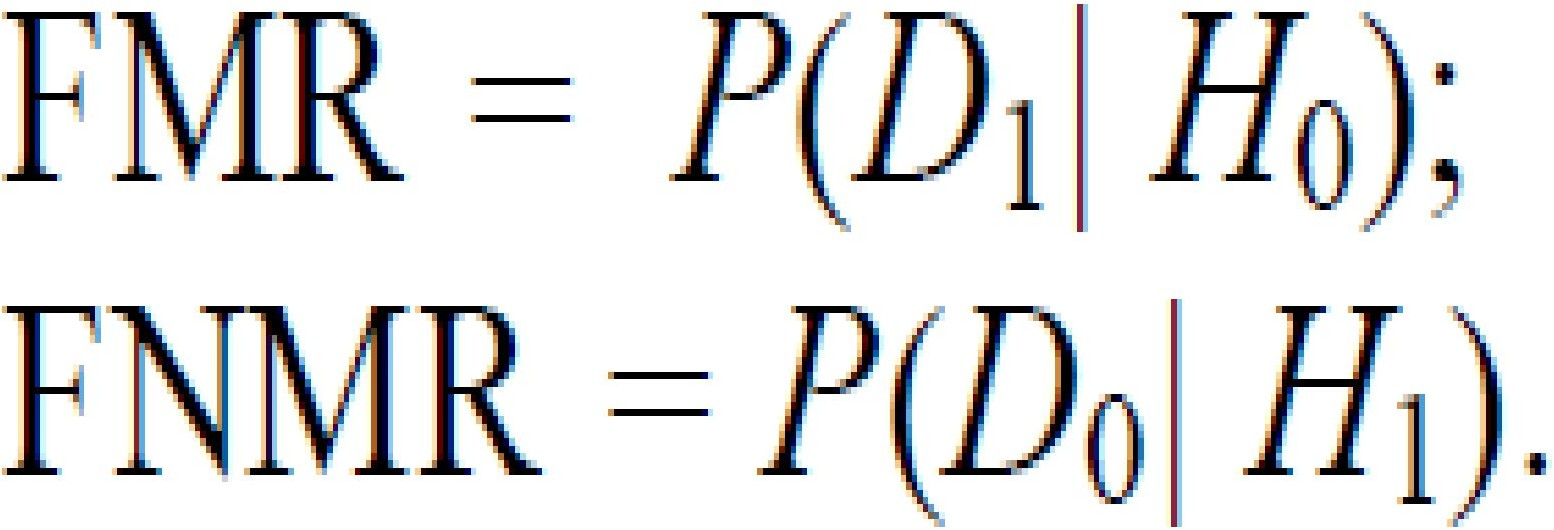 FMR = P(D₁| H₀);
FNMR = P(D₀| H₁).